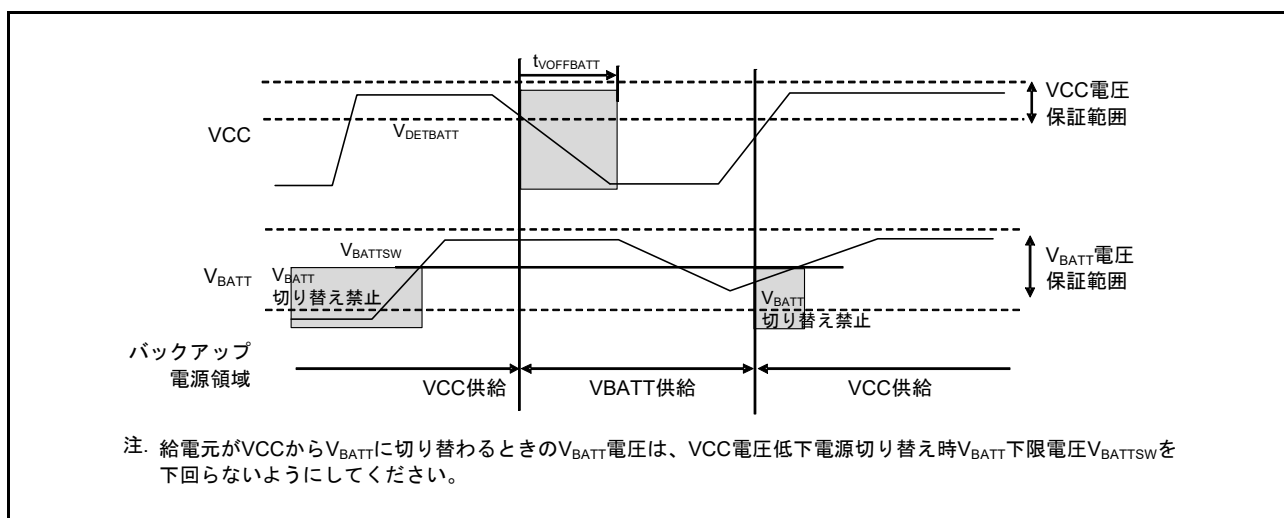 tVOFFBATT
VCC電圧
保証範囲
VCC
VDETBATT
VBATTSW
VBATT電圧
保証範囲
VBATT
VBATT
切り替え禁止
VBATT
切り替え禁止
バックアップ
電源領域
VCC供給
VBATT供給
VCC供給
注. 給電元がVCCからVBATTに切り替わるときのVBATT電圧は、VCC電圧低下電源切り替え時VBATT下限電圧VBATTSWを
下回らないようにしてください。